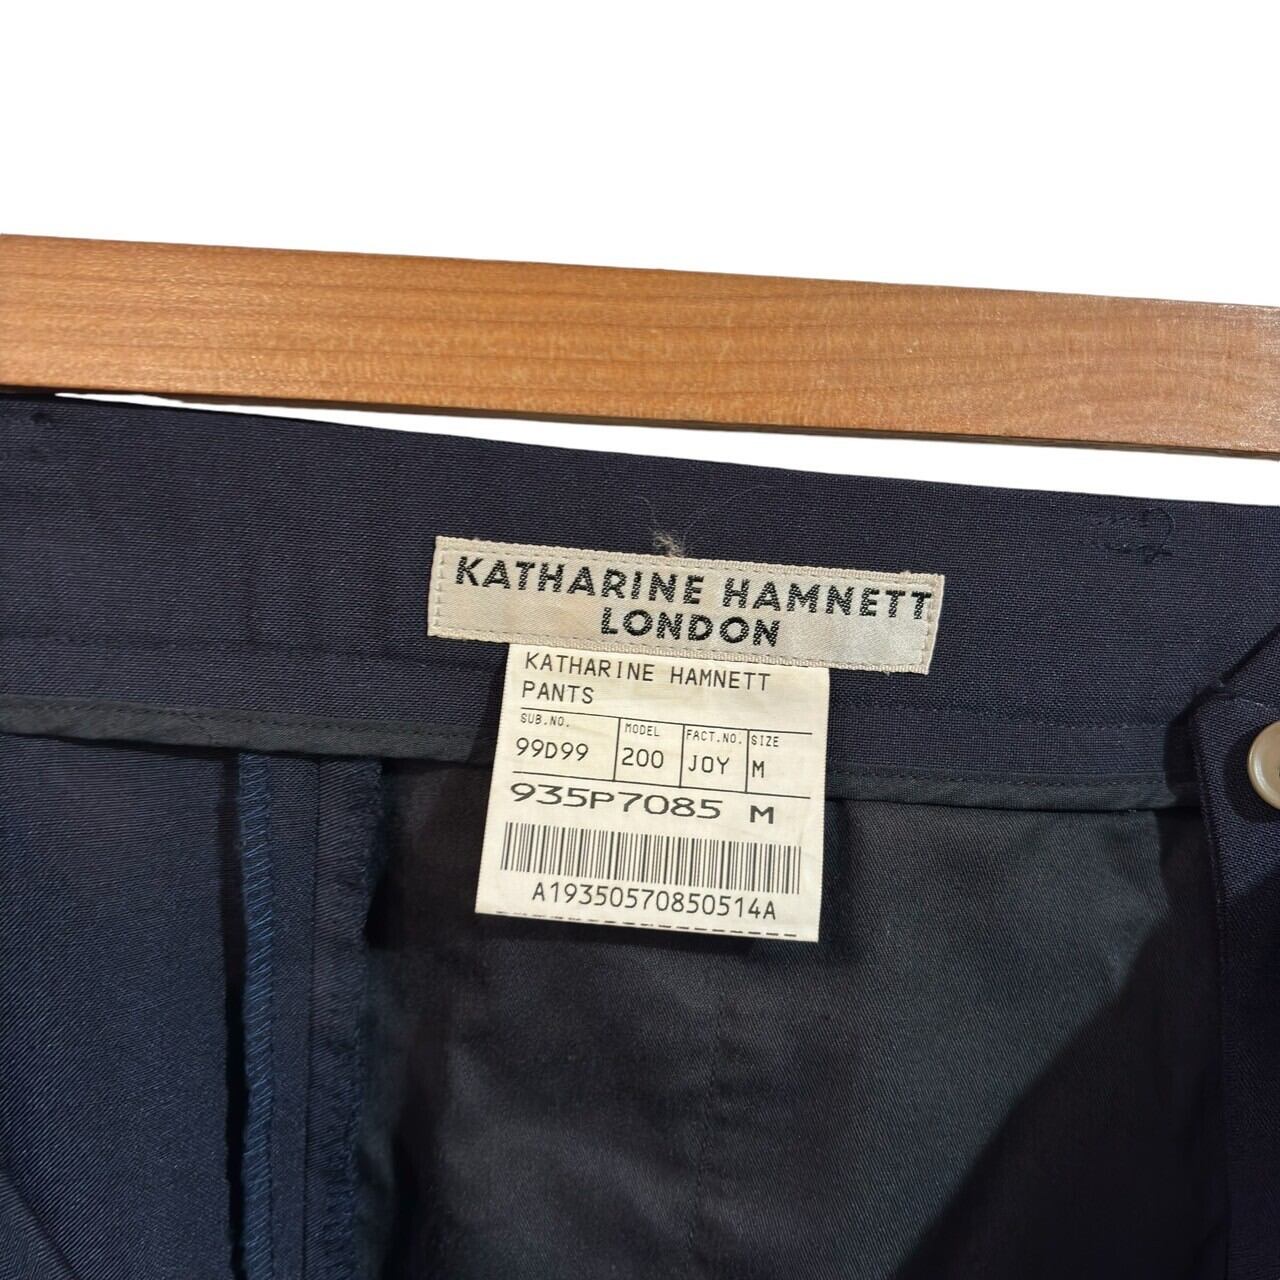 KATHARINE HAMNETT
LONDON
KATHARINE HAMNETT
PANTS
SUB.NO. MODEL FACT.NO. SIZE
99D99 200 JOY M
935P7085 M
A19350570850514A